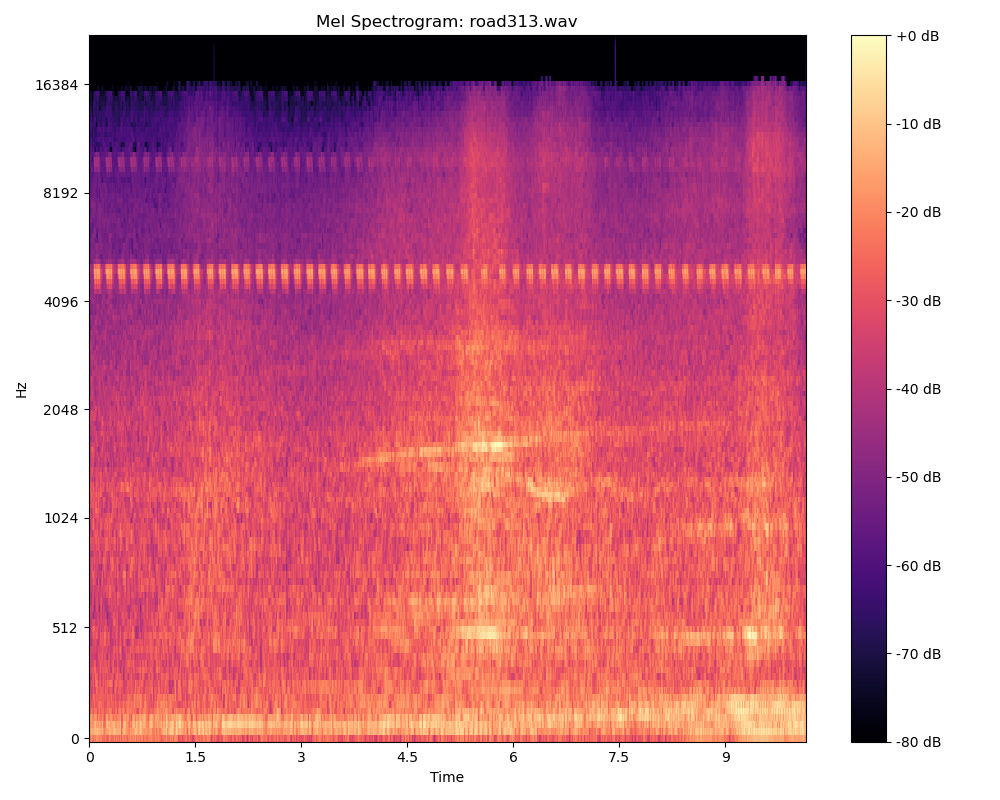 Mel Spectrogram: road313.wav
Hz
16384
8192
4096
2048
1024
512
0
0 1.5 3 4.5 6 7.5 9
Time
+0 dB
-10 dB
-20 dB
-30 dB
-40 dB
-50 dB
-60 dB
-70 dB
-80 dB